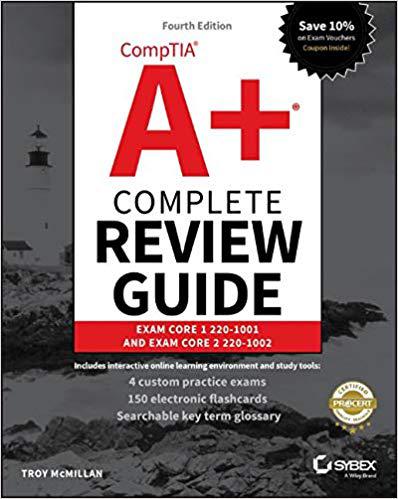 Fourth Edition
Save 10%
on Exam Vouchers
Coupon Inside!
CompTIA®
A+®
COMPLETE
REVIEW
GUIDE
EXAM CORE 1 220-1001
AND EXAM CORE 2 220-1002
Includes interactive online learning environment and study tools:
4 custom practice exams
150 electronic flashcards
Searchable key term glossary
CERTIFIED
PROCERT
TROY McMILLAN
SYBEX
A Wiley Brand